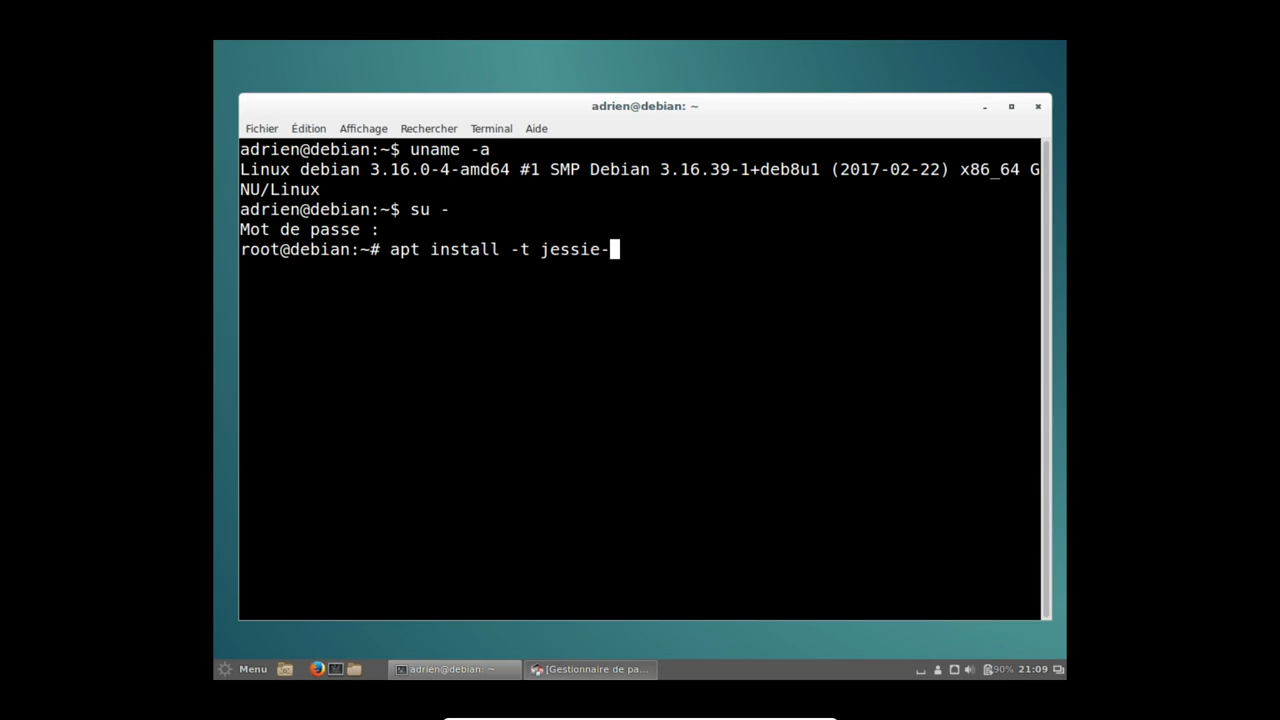 adrien@debian: ~
Fichier Édition Affichage Rechercher Terminal Aide
adrien@debian:~$ uname -a
Linux debian 3.16.0-4-amd64 #1 SMP Debian 3.16.39-1+deb8u1 (2017-02-22) x86_64 G
NU/Linux
adrien@debian:~$ su -
Mot de passe :
root@debian:~# apt install -t jessie-
Menu adrien@debian: ~ [Gestionnaire de pa... 90% 21:09